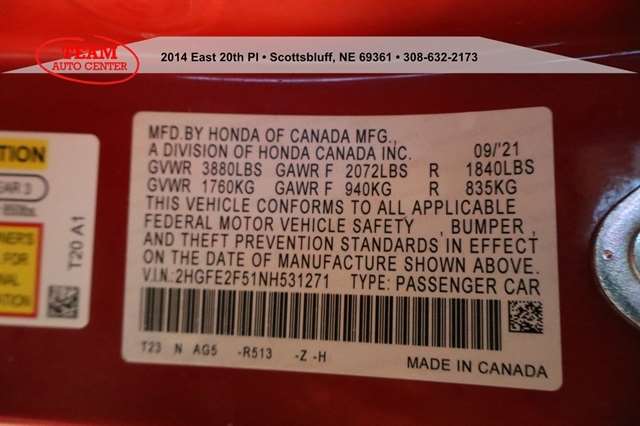 TEAM
AUTO CENTER
2014 East 20th Pl • Scottsbluff, NE 69361 • 308-632-2173
MFD.BY HONDA OF CANADA MFG.,
A DIVISION OF HONDA CANADA INC. 09/'21
GVWR 3880LBS GAWR F 2072LBS R 1840LBS
GVWR 1760KG GAWR F 940KG R 835KG
THIS VEHICLE CONFORMS TO ALL APPLICABLE
FEDERAL MOTOR VEHICLE SAFETY , BUMPER ,
AND THEFT PREVENTION STANDARDS IN EFFECT
ON THE DATE OF MANUFACTURE SHOWN ABOVE.
V.I.N:2HGFE2F51NH531271 TYPE: PASSENGER CAR
T23 N AG5 -R513 -Z -H
MADE IN CANADA
T20 A1